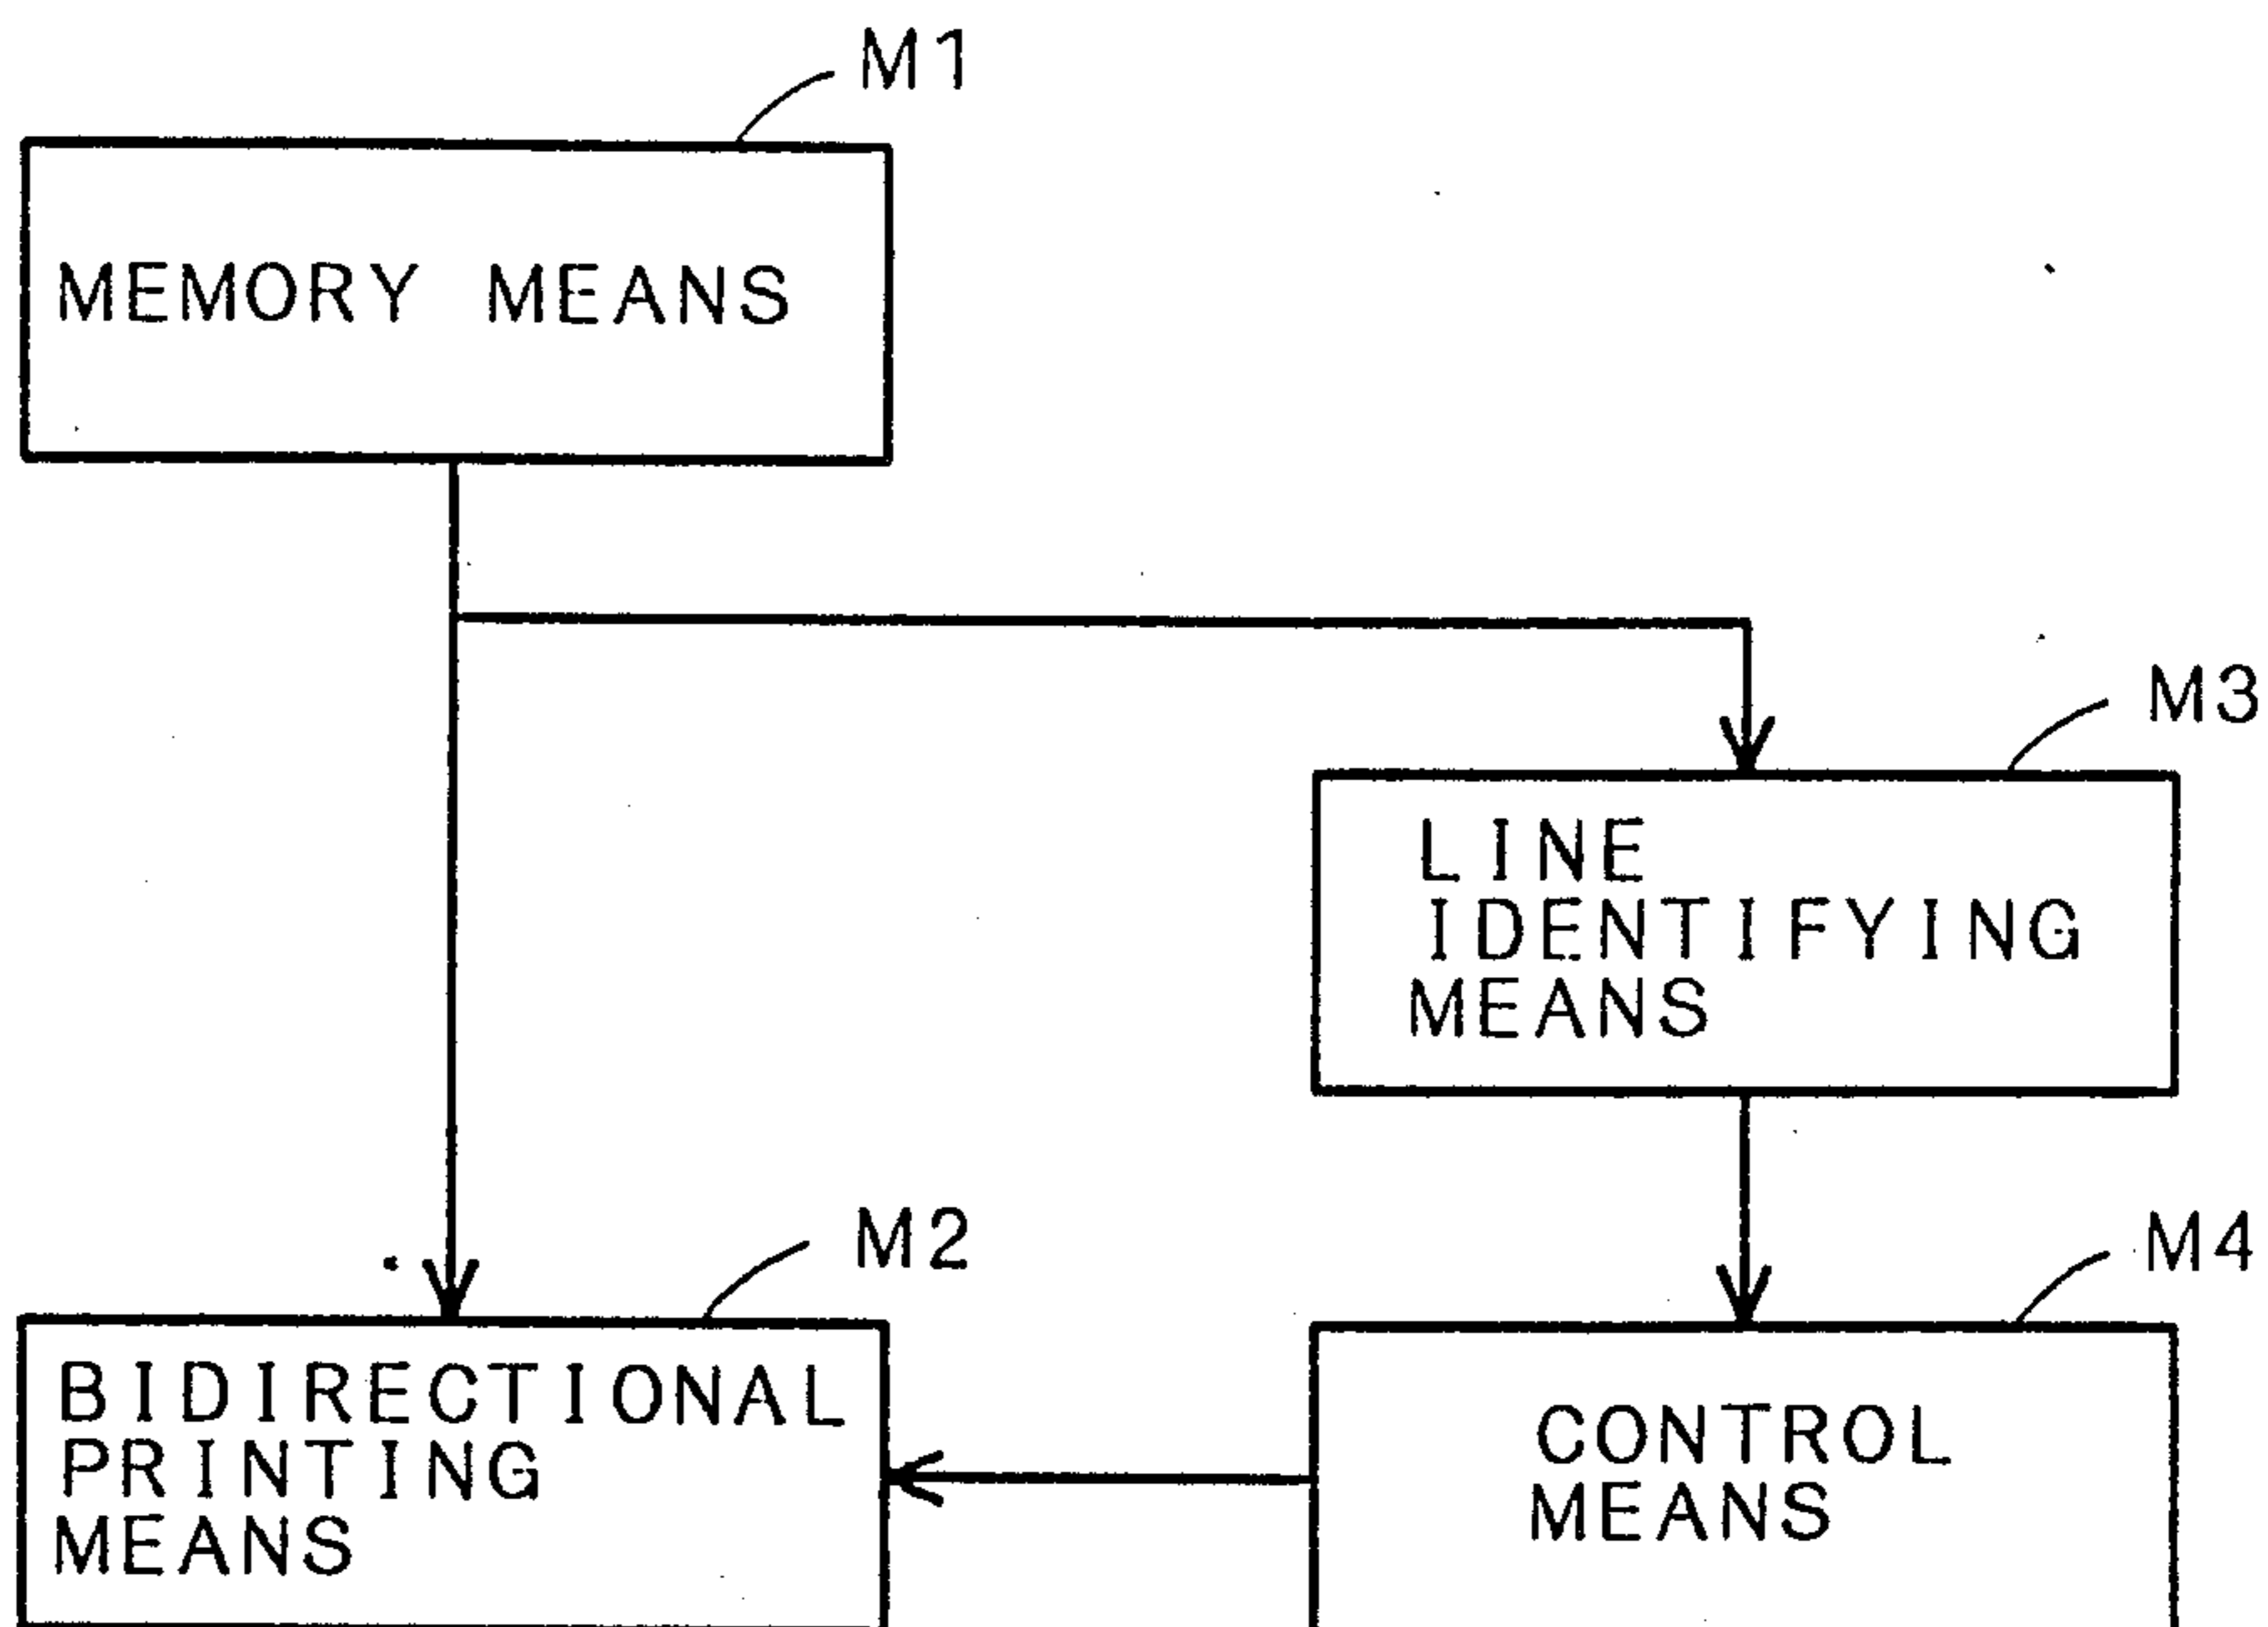 M1
MEMORY MEANS
M3
LINE
IDENTIFYING
MEANS
M2
BIDIRECTIONAL
PRINTING
MEANS
M4
CONTROL
MEANS